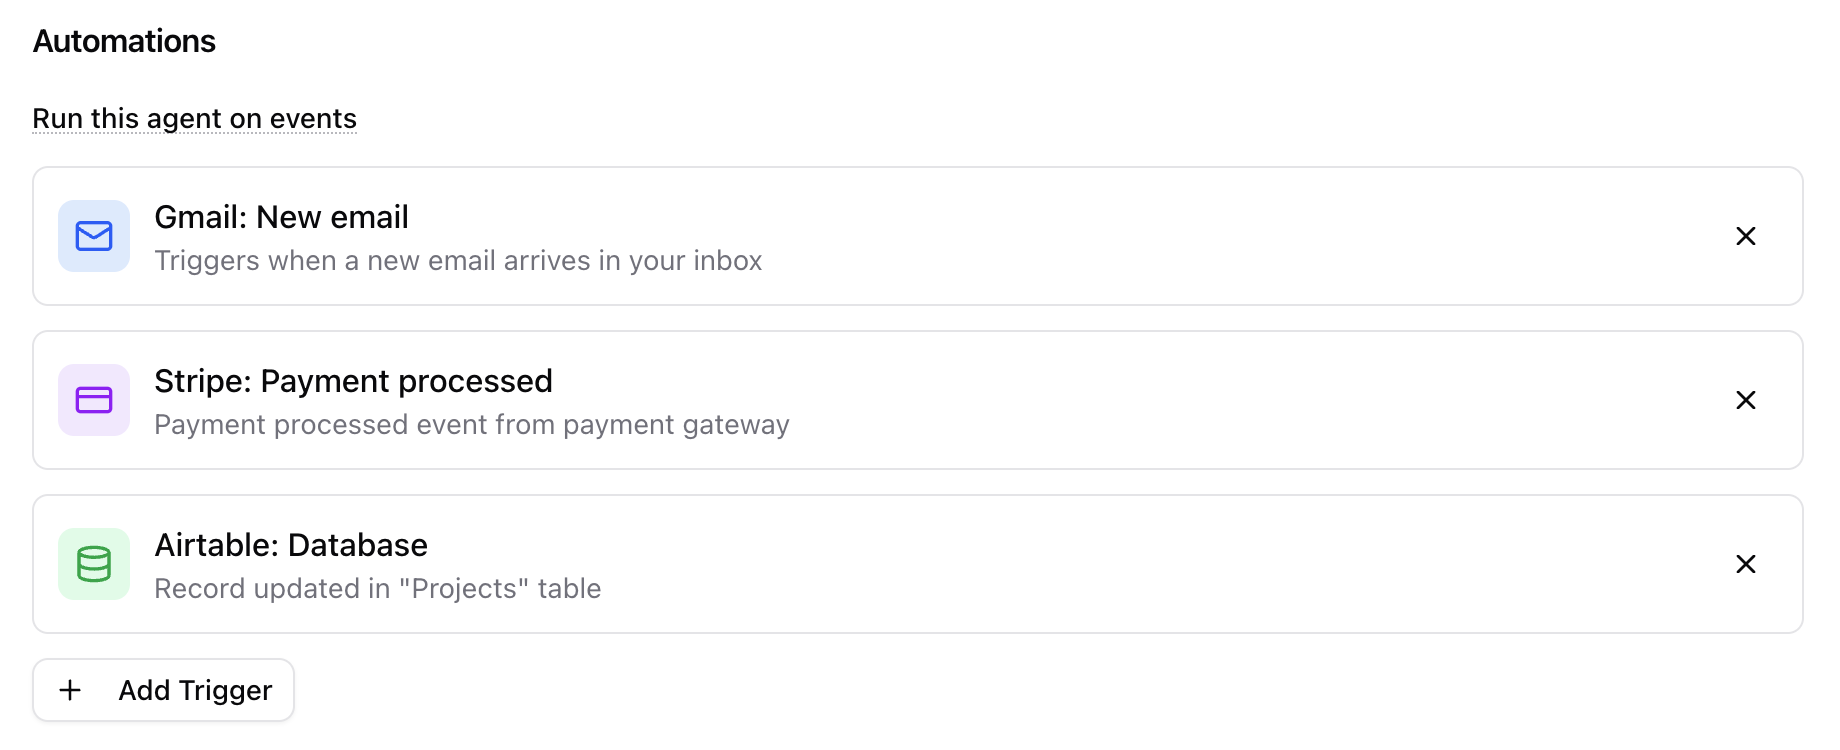 Automations
Run this agent on events
Gmail: New email
Triggers when a new email arrives in your inbox
Stripe: Payment processed
Payment processed event from payment gateway
Airtable: Database
Record updated in "Projects" table
Add Trigger